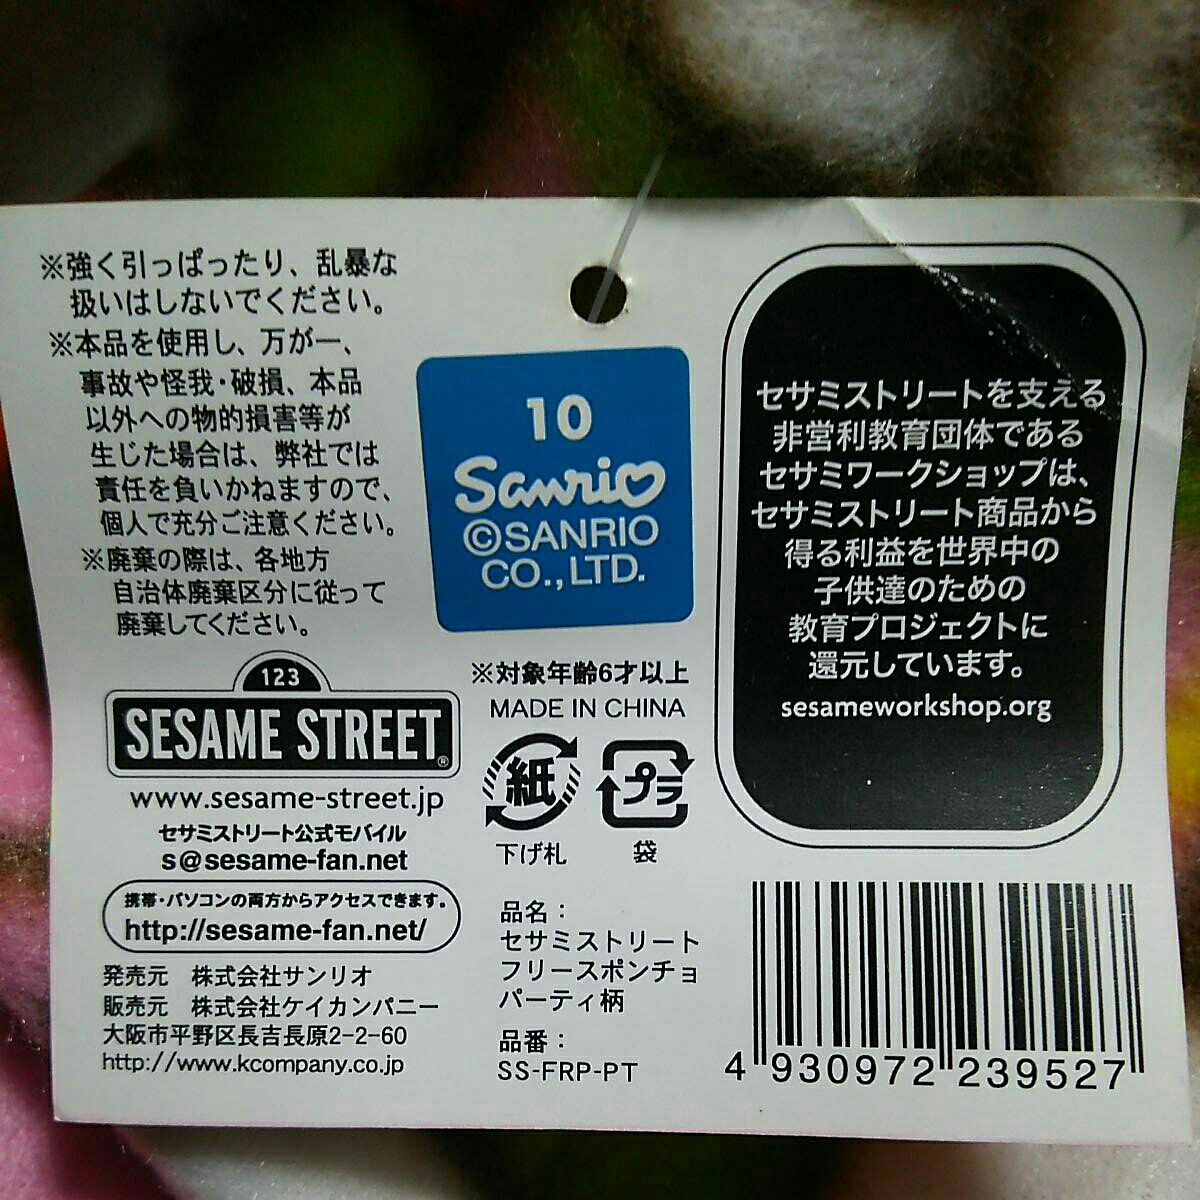 ※強く引っぱったり、乱暴な
扱いはしないでください。
※本品を使用し、万が一、
事故や怪我・破損、本品
以外への物的損害等が
生じた場合は、弊社では
責任を負いかねますので、
個人で充分ご注意ください。
※廃棄の際は、各地方
自治体廃棄区分に従って
廃棄してください。
123
SESAME STREET®
www.sesame-street.jp
セサミストリート公式モバイル
s@sesame-fan.net
携帯・パソコンの両方からアクセスできます。
http://sesame-fan.net/
発売元 株式会社サンリオ
販売元 株式会社ケイカンパニー
大阪市平野区長吉長原2-2-60
http://www.kcompany.co.jp
10
Sanrio
©SANRIO
CO.,LTD.
※対象年齢6才以上
MADE IN CHINA
紙
プラ
下げ札
袋
品名：
セサミストリート
フリースポンチョ
パーティ柄
品番：
SS-FRP-PT
セサミストリートを支える
非営利教育団体である
セサミワークショップは、
セサミストリート商品から
得る利益を世界中の
子供達のための
教育プロジェクトに
還元しています。
sesameworkshop.org
4 930972 239527